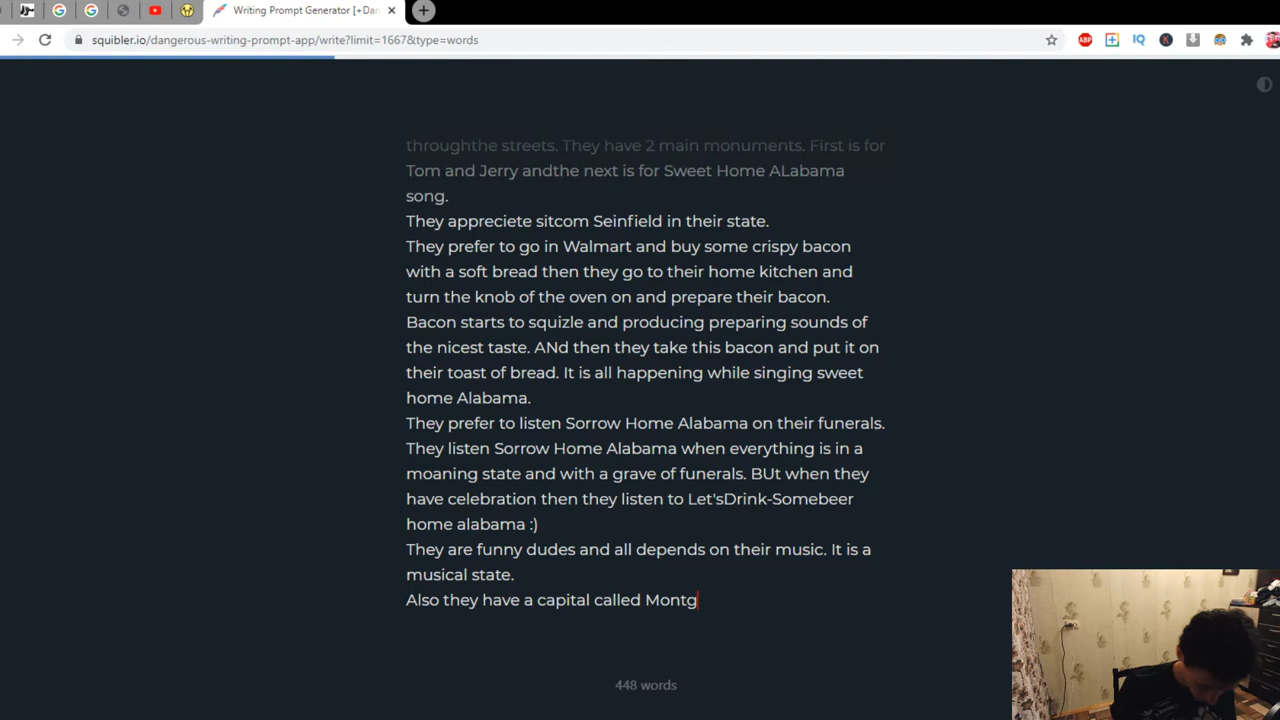 Writing Prompt Generator [+Dan
squibler.io/dangerous-writing-prompt-app/write?limit=1667&type=words
ABP
IQ
K
throughthe streets. They have 2 main monuments. First is for
Tom and Jerry andthe next is for Sweet Home ALabama
song.
They appreciete sitcom Seinfield in their state.
They prefer to go in Walmart and buy some crispy bacon
with a soft bread then they go to their home kitchen and
turn the knob of the oven on and prepare their bacon.
Bacon starts to squizle and producing preparing sounds of
the nicest taste. ANd then they take this bacon and put it on
their toast of bread. It is all happening while singing sweet
home Alabama.
They prefer to listen Sorrow Home Alabama on their funerals.
They listen Sorrow Home Alabama when everything is in a
moaning state and with a grave of funerals. BUt when they
have celebration then they listen to Let'sDrink-Somebeer
home alabama :)
They are funny dudes and all depends on their music. It is a
musical state.
Also they have a capital called Montg
448 words